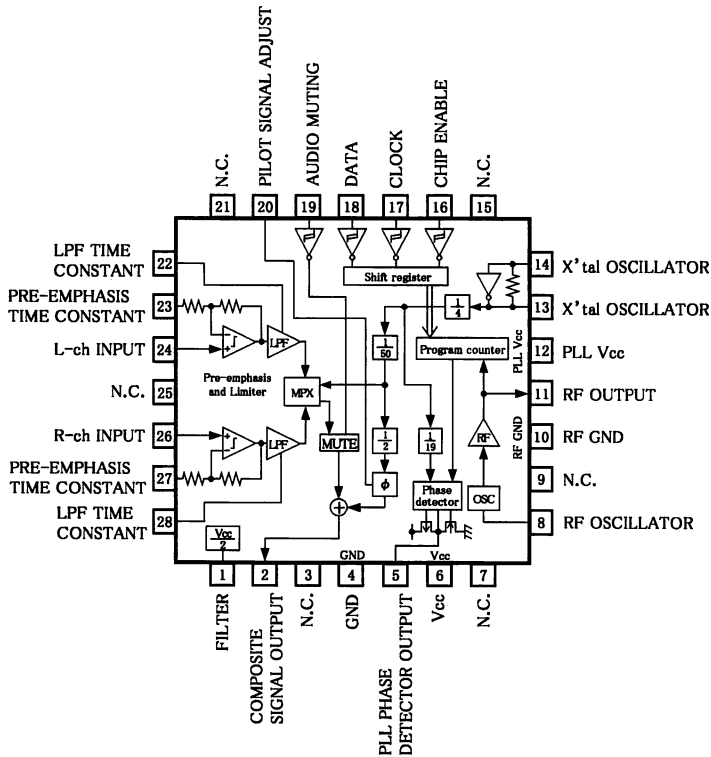 N.C.
PILOT SIGNAL ADJUST
AUDIO MUTING
DATA
CLOCK
CHIP ENABLE
N.C.
21
20
19
18
17
16
15
LPF TIME
CONSTANT
22
PRE-EMPHASIS
TIME CONSTANT
23
L-ch INPUT
24
N.C.
25
R-ch INPUT
26
PRE-EMPHASIS
TIME CONSTANT
27
LPF TIME
CONSTANT
28
14
X'tal OSCILLATOR
13
X'tal OSCILLATOR
12
PLL Vcc
11
RF OUTPUT
10
RF GND
9
N.C.
8
RF OSCILLATOR
Shift register
1
4
1
50
PLL Vcc
Program counter
LPF
Pre-emphasis
and Limiter
MPX
LPF
MUTE
1
2
1
19
RF
RF GND
ϕ
Phase
detector
OSC
Vcc
2
GND
Vcc
1
2
3
4
5
6
7
FILTER
COMPOSITE
SIGNAL OUTPUT
N.C.
GND
PLL PHASE
DETECTOR OUTPUT
Vcc
N.C.